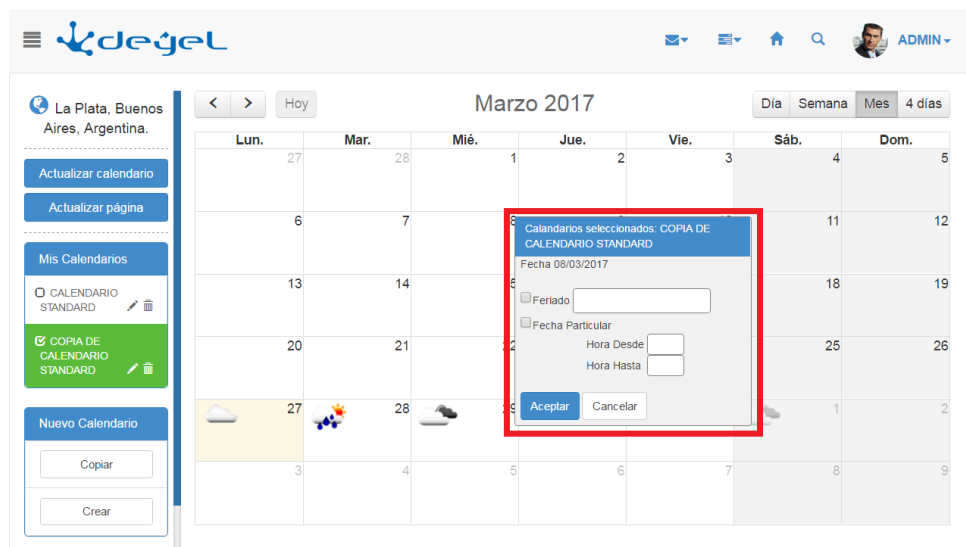 deyel
ADMIN
La Plata, Buenos
Aires, Argentina.
Actualizar calendario
Actualizar página
Mis Calendarios
CALENDARIO
STANDARD
COPIA DE
CALENDARIO
STANDARD
Nuevo Calendario
Copiar
Crear
Hoy
Marzo 2017
Día Semana Mes 4 días
Lun. Mar. Mié. Jue. Vie. Sáb. Dom.
27 28 1 2 3 4 5
6 7 8 11 12
Calandarios seleccionados: COPIA DE
CALENDARIO STANDARD
Fecha 08/03/2017
Feriado
Fecha Particular
Hora Desde
Hora Hasta
Aceptar Cancelar
13 14 18 19
20 21 25 26
27 28 1 2
3 4 5 6 7 8 9